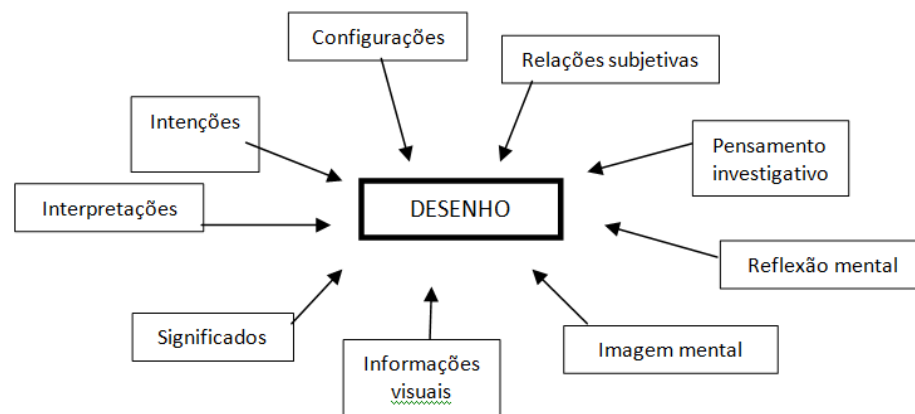 Configurações
Relações subjetivas
Intenções
Pensamento
investigativo
Interpretações
DESENHO
Reflexão mental
Significados
Imagem mental
Informações
visuais